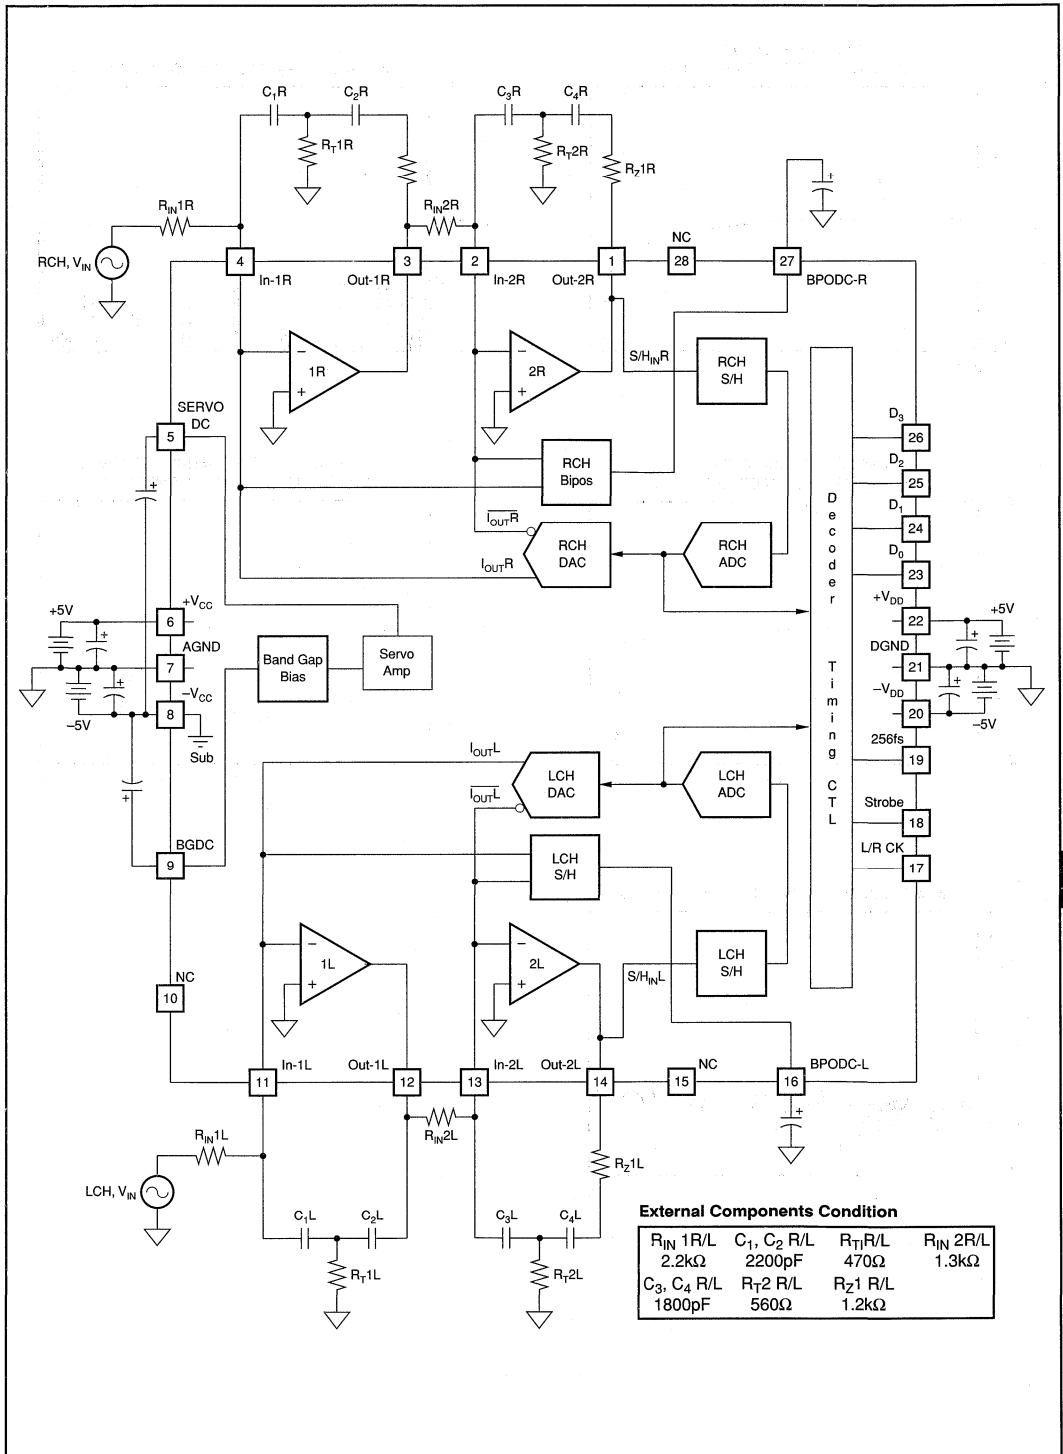 C1R C2R C3R C4R
RT1R RT2R RZ1R
RIN1R RIN2R
RCH, VIN
NC
4 3 2 1 28 27
In-1R Out-1R In-2R Out-2R BPODC-R
− 1R +
− 2R +
S/HINR
RCH
S/H
SERVO
DC
5
RCH
Bipos
D3
26
D2
25
D1
24
D0
23
IOUTR
IOUTR
RCH
DAC
RCH
ADC
Decoder Timing CTL
+5V
+VCC
6
AGND
7
−VCC
8
−5V
Sub
Band Gap
Bias
Servo
Amp
+VDD
22
+5V
DGND
21
−VDD
20
−5V
256fs
19
Strobe
18
L/R CK
17
IOUTL
IOUTL
LCH
DAC
LCH
ADC
BGDC
9
LCH
S/H
NC
10
− 1L +
− 2L +
S/HINL
LCH
S/H
In-1L Out-1L In-2L Out-2L NC BPODC-L
11 12 13 14 15 16
RIN2L
RIN1L
RZ1L
LCH, VIN
C1L C2L C3L C4L
RT1L RT2L
External Components Condition
RIN 1R/L C1, C2 R/L RTIR/L RIN 2R/L
2.2kΩ 2200pF 470Ω 1.3kΩ
C3, C4 R/L RT2 R/L RZ1 R/L
1800pF 560Ω 1.2kΩ